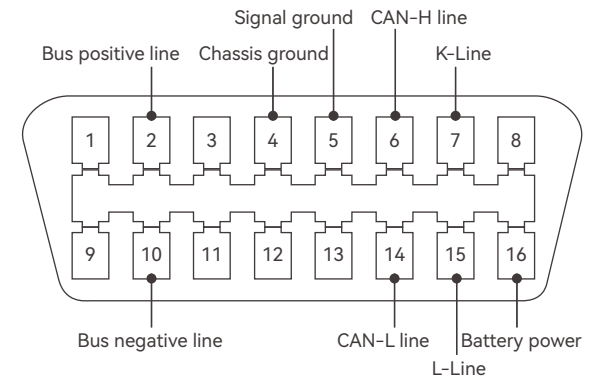 Signal ground CAN-H line
Bus positive line Chassis ground K-Line
1 2 3 4 5 6 7 8
9 10 11 12 13 14 15 16
Bus negative line CAN-L line Battery power
L-Line